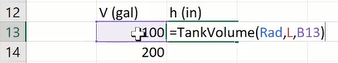 12 V (gal) h (in)
13 100 =TankVolume(Rad,L,B13)
14 200